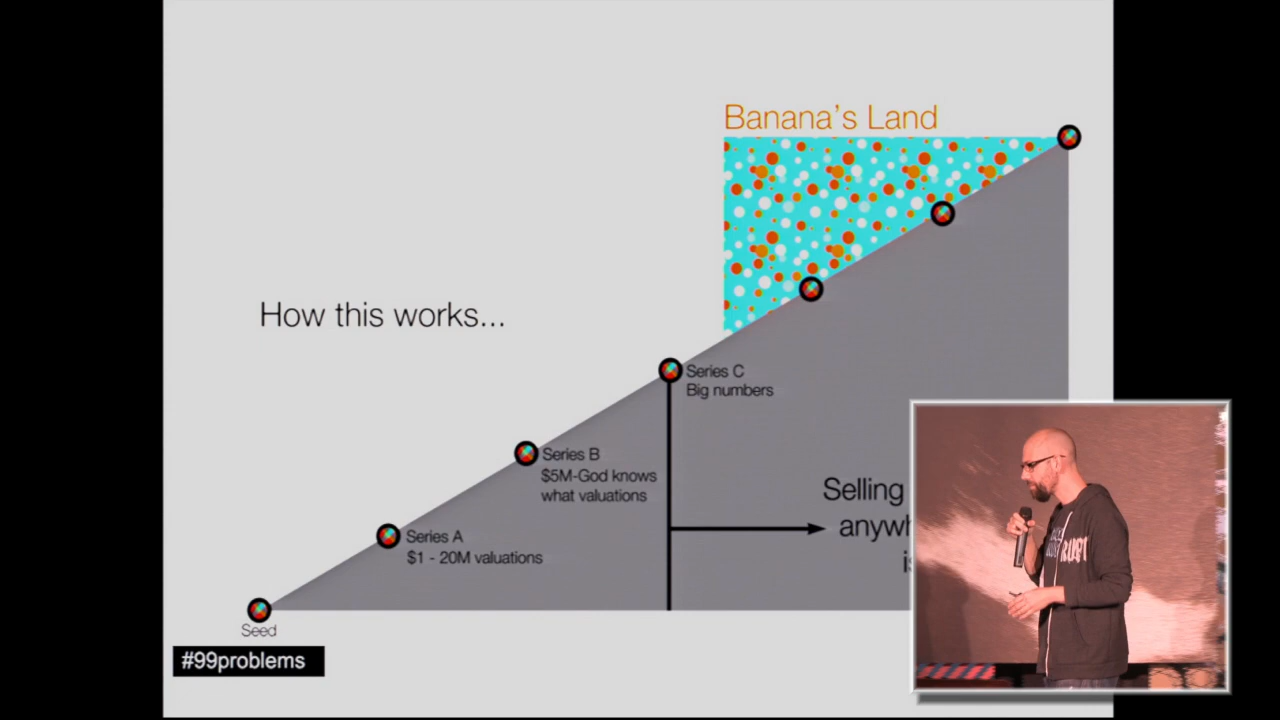 Banana's Land
How this works...
Series C
Big numbers
Series B
$5M-God knows
what valuations
Selling
Series A
$1 - 20M valuations
Seed
#99problems